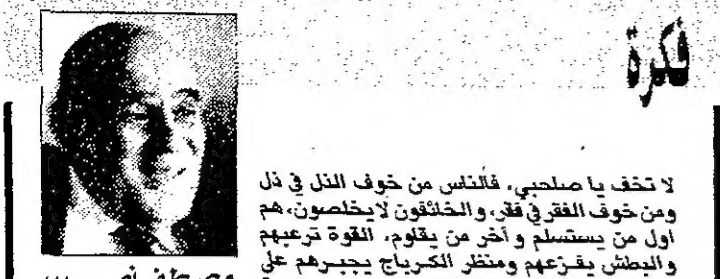 فكرة
لا تخف يا صاحبي، فالناس من خوف الذل في ذل
ومن خوف الفقر في فقر، والخائفون لا يخلصون، هم
اول من يستسلم وآخر من يقاوم، القوة ترعبهم
والبطش يفزعهم ومنظر الكرباج يجبرهم على